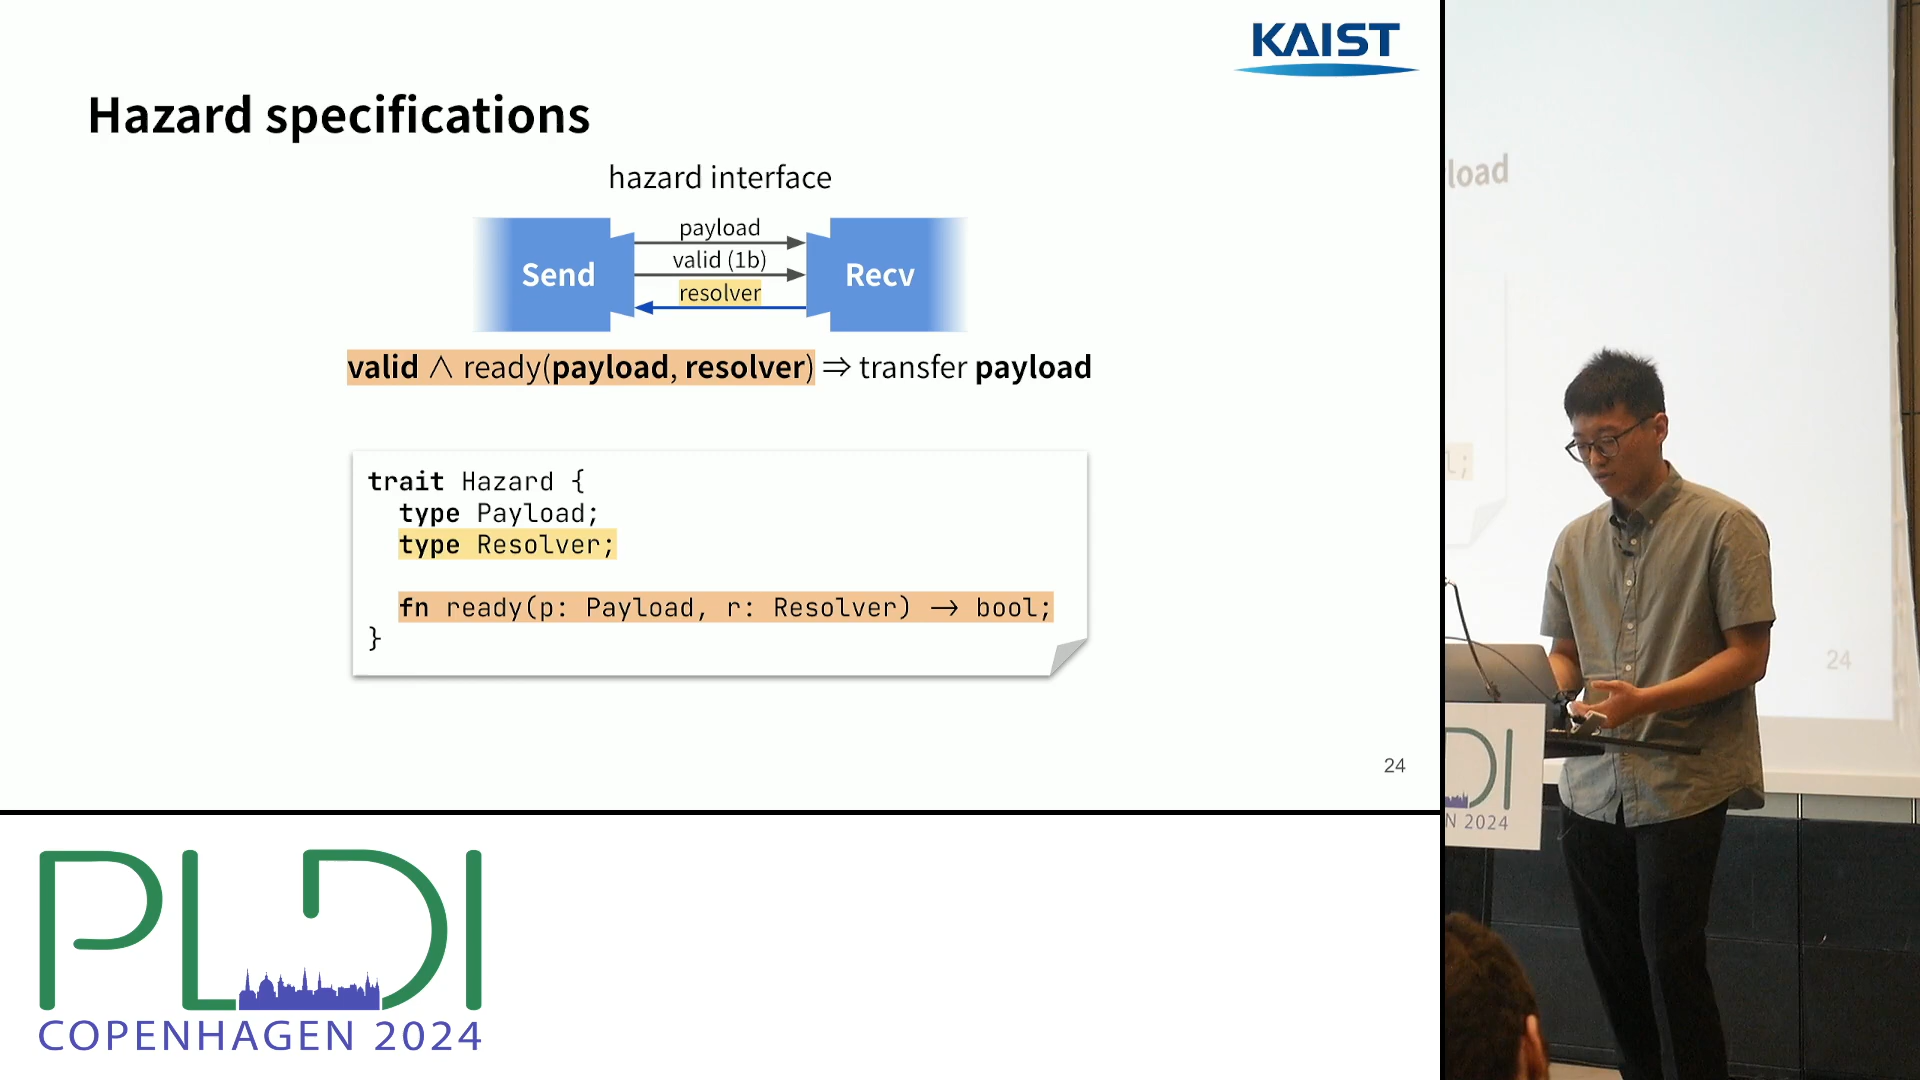 KAIST
Hazard specifications
hazard interface
payload
valid (1b)
resolver
Send
Recv
valid ∧ ready(payload, resolver) ⇒ transfer payload
trait Hazard {
type Payload;
type Resolver;
fn ready(p: Payload, r: Resolver) → bool;
}
24
PLDI
COPENHAGEN 2024
load
l;
24
DI
N 2024